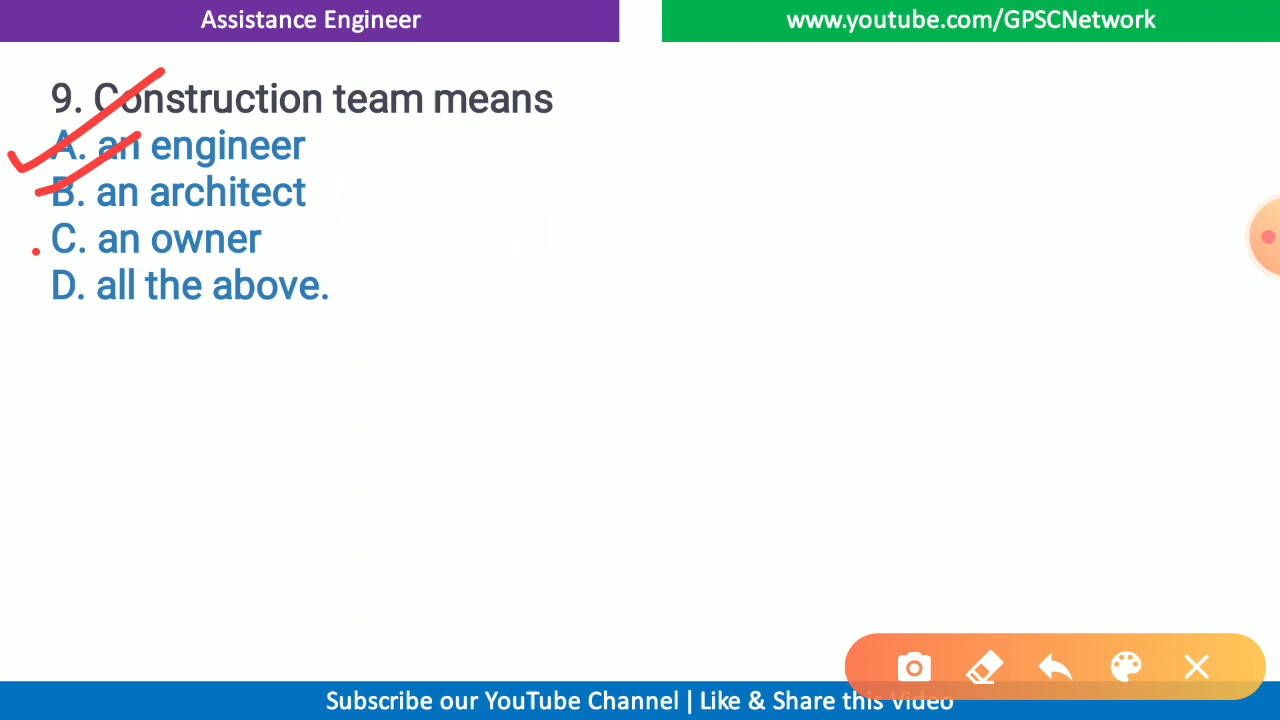 Assistance Engineer
www.youtube.com/GPSCNetwork
9. Construction team means
A. an engineer
B. an architect
C. an owner
D. all the above.
Subscribe our YouTube Channel | Like & Share this Video